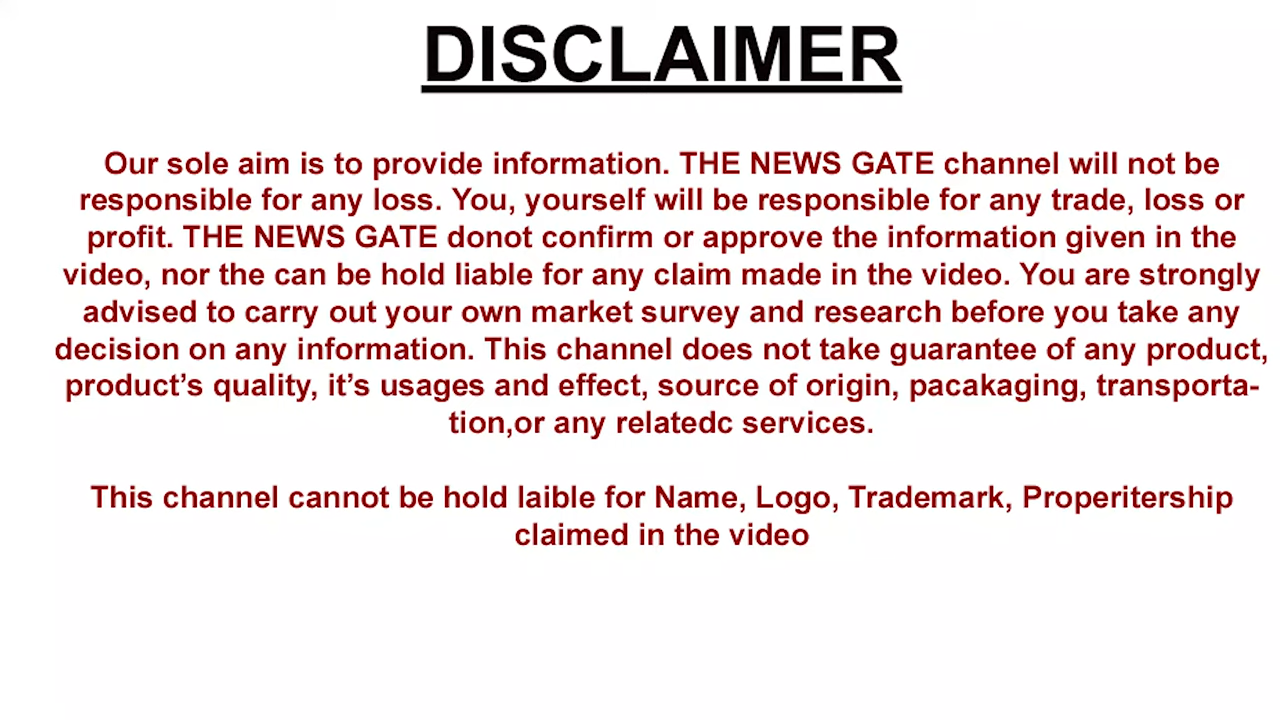 DISCLAIMER
Our sole aim is to provide information. THE NEWS GATE channel will not be
responsible for any loss. You, yourself will be responsible for any trade, loss or
profit. THE NEWS GATE donot confirm or approve the information given in the
video, nor the can be hold liable for any claim made in the video. You are strongly
advised to carry out your own market survey and research before you take any
decision on any information. This channel does not take guarantee of any product,
product’s quality, it’s usages and effect, source of origin, pacakaging, transporta-
tion,or any relatedc services.
This channel cannot be hold laible for Name, Logo, Trademark, Properitership
claimed in the video